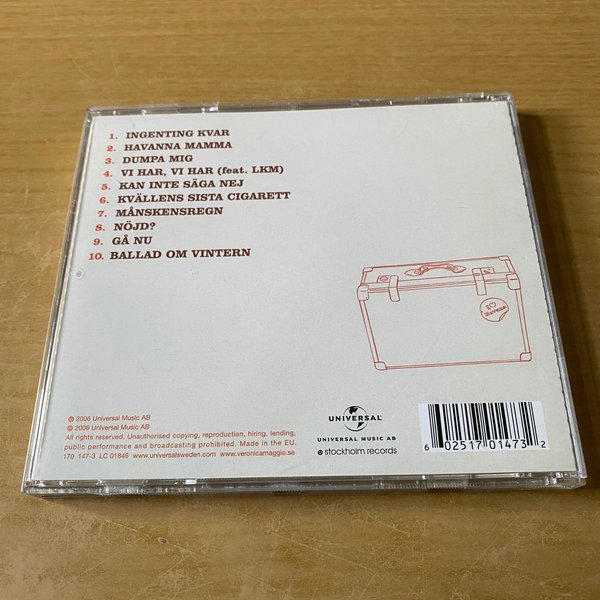 1. INGENTING KVAR
2. HAVANNA MAMMA
3. DUMPA MIG
4. VI HAR, VI HAR (feat. LKM)
5. KAN INTE SÄGA NEJ
6. KVÄLLENS SISTA CIGARETT
7. MÅNSKENSREGN
8. NÖJD?
9. GÅ NU
10. BALLAD OM VINTERN
℗ 2006 Universal Music AB
© 2006 Universal Music AB
All rights reserved. Unauthorised copying, reproduction, hiring, lending,
public performance and broadcasting prohibited. Made in the EU.
170 147-3 LC 01846 www.universalsweden.com www.veronicamaggio.se
UNIVERSAL
UNIVERSAL MUSIC AB
stockholm records
6 02517 01473 2